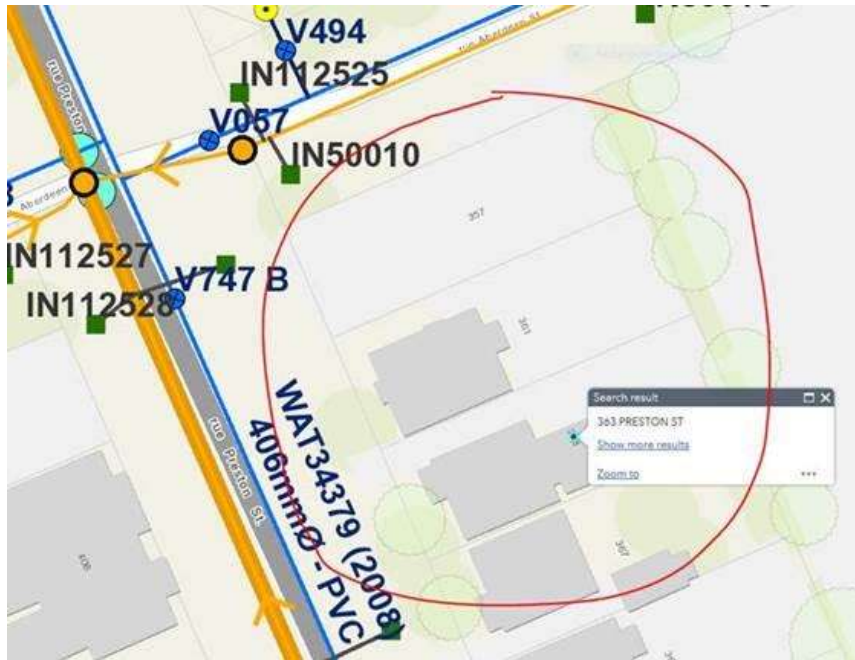 V494
rue Aberdeen St.
rue Preston
IN112525
V057
IN50010
Aberdeen
357
IN112527
V747 B
IN112528
361
Search result
363 PRESTON ST
Show more results
Zoom to
WAT34379 (2008)
406mmØ - PVC
rue Preston St.
367
408